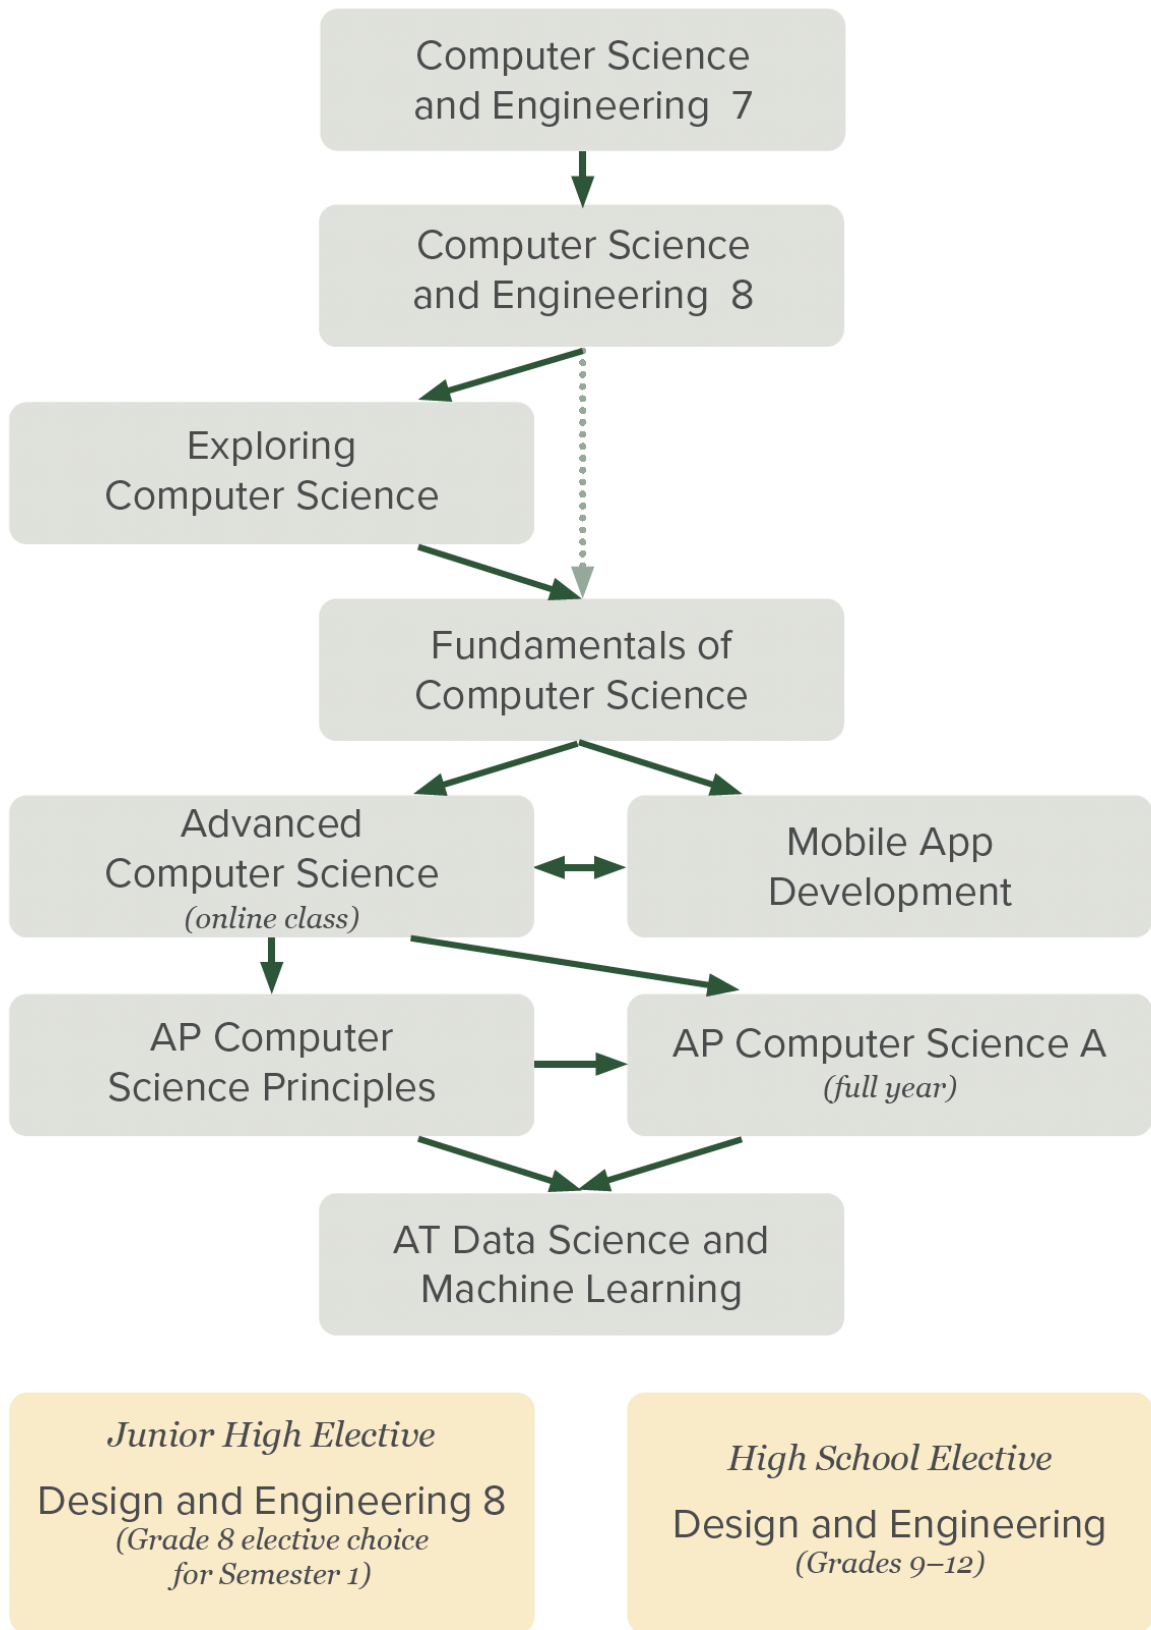 Computer Science
and Engineering 7
Computer Science
and Engineering 8
Exploring
Computer Science
Fundamentals of
Computer Science
Advanced
Computer Science
(online class)
Mobile App
Development
AP Computer
Science Principles
AP Computer Science A
(full year)
AT Data Science and
Machine Learning
Junior High Elective
Design and Engineering 8
(Grade 8 elective choice
for Semester 1)
High School Elective
Design and Engineering
(Grades 9–12)